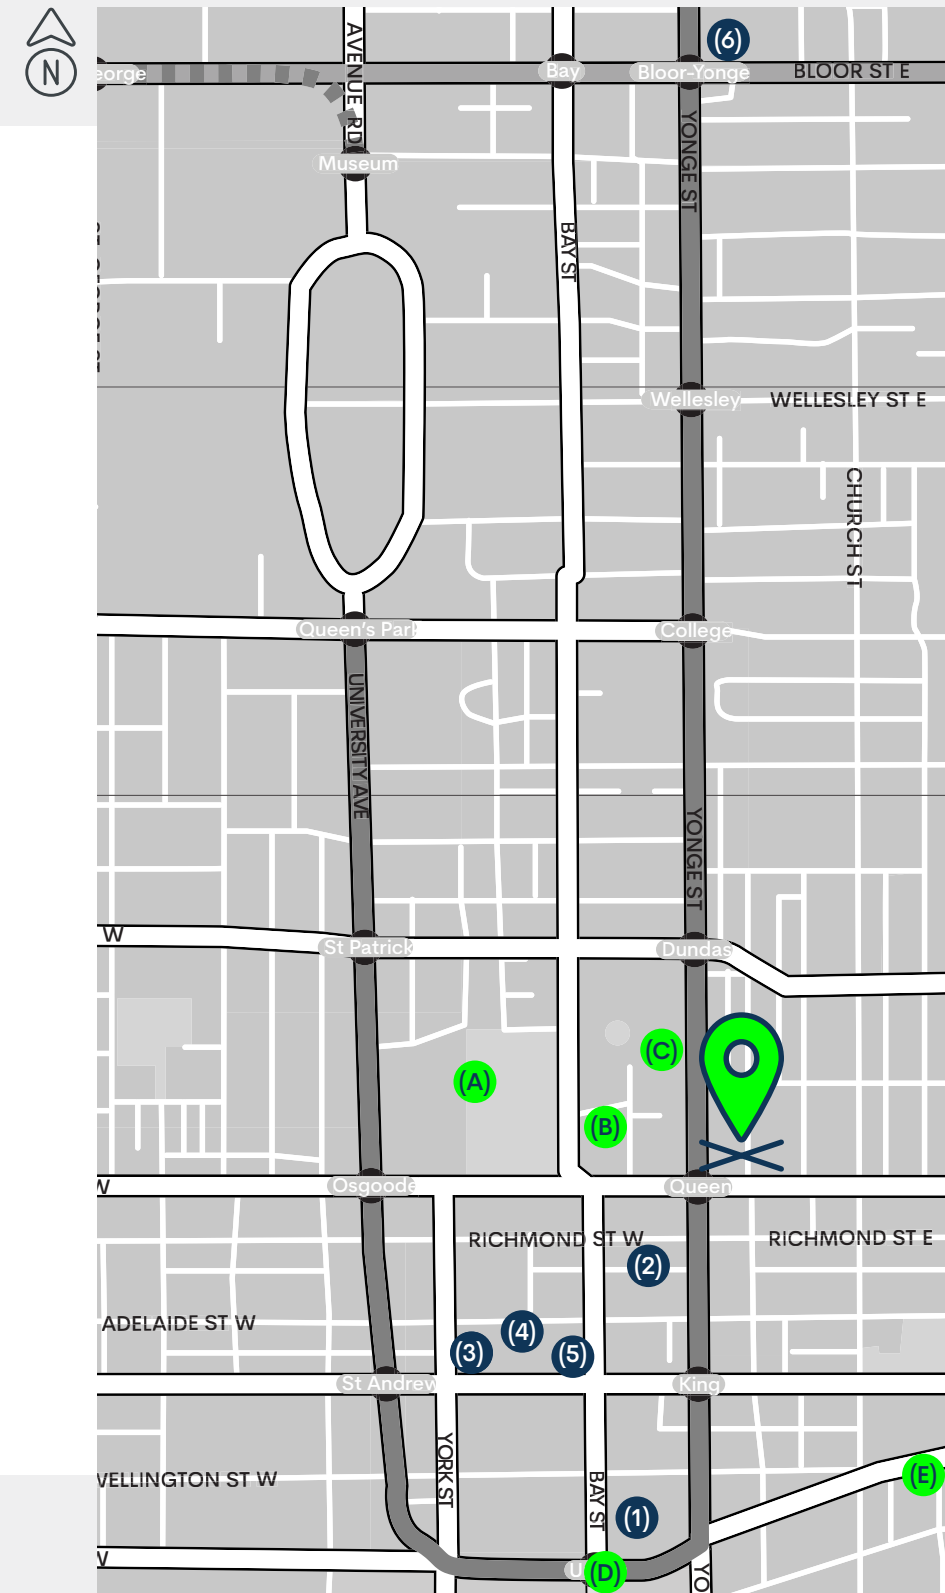 N
(6)
AVENUE RD
eorge
Bay
Bloor-Yonge
BLOOR ST E
YONGE ST
Museum
BAY ST
Wellesley
WELLESLEY ST E
CHURCH ST
Queen's Park
College
UNIVERSITY AVE
YONGE ST
W
St Patrick
Dundas
(C)
(A)
(B)
W
Osgoode
Queen
RICHMOND ST W
RICHMOND ST E
(2)
ADELAIDE ST W
(4)
(3)
(5)
St Andrew
King
YORK ST
BAY ST
(E)
WELLINGTON ST W
(1)
W
U
(D)
YO